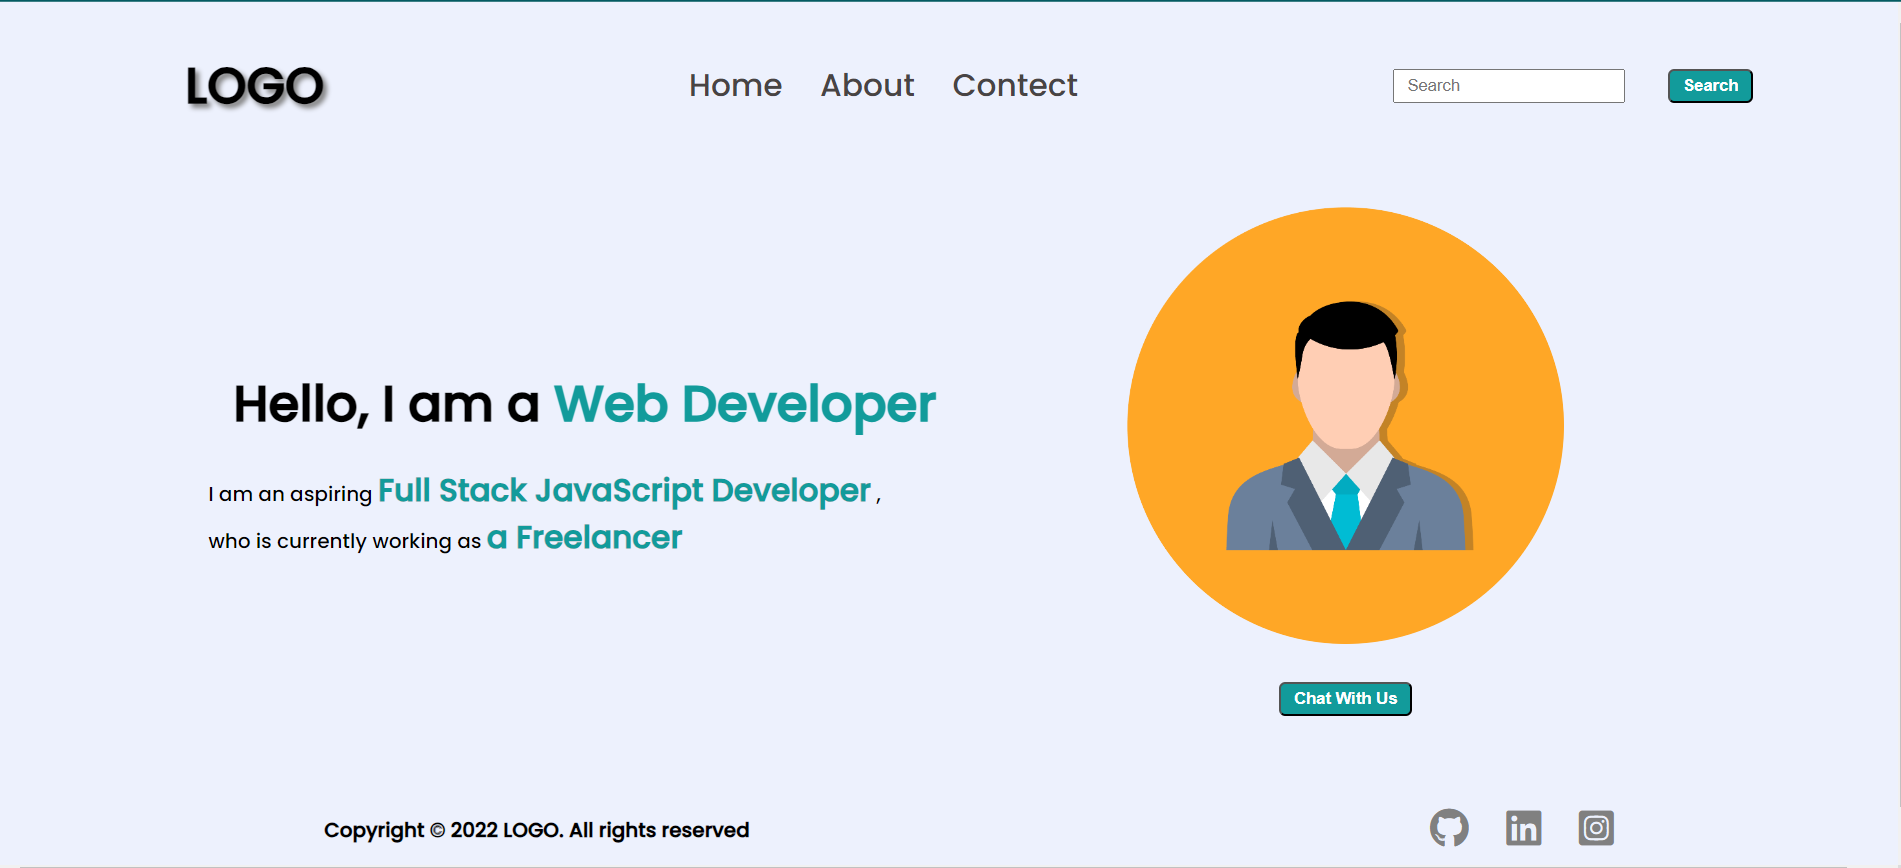 LOGO
Home About Contect
Search
Search
Hello, I am a Web Developer
I am an aspiring Full Stack JavaScript Developer ,
who is currently working as a Freelancer
Chat With Us
Copyright © 2022 LOGO. All rights reserved
in